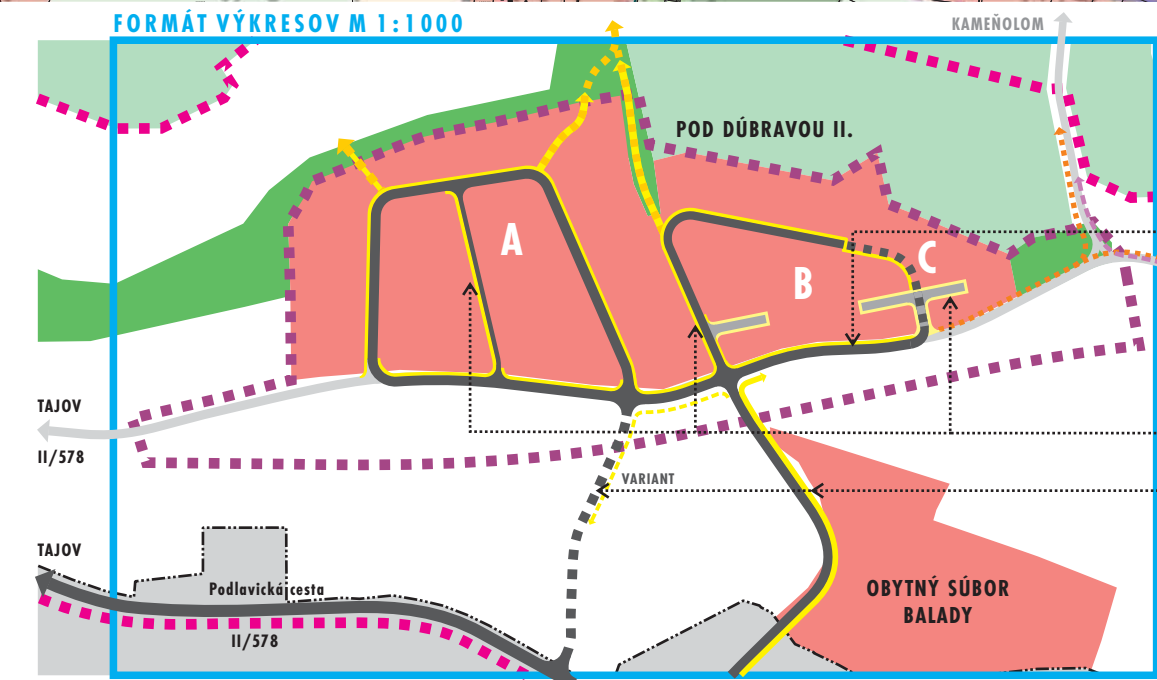 FORMÁT VÝKRESOV M 1:1000
KAMEŇOLOM
POD DÚBRAVOU II.
A
B
C
TAJOV
II/578
VARIANT
TAJOV
Podlavická cesta
II/578
OBYTNÝ SÚBOR
BALADY